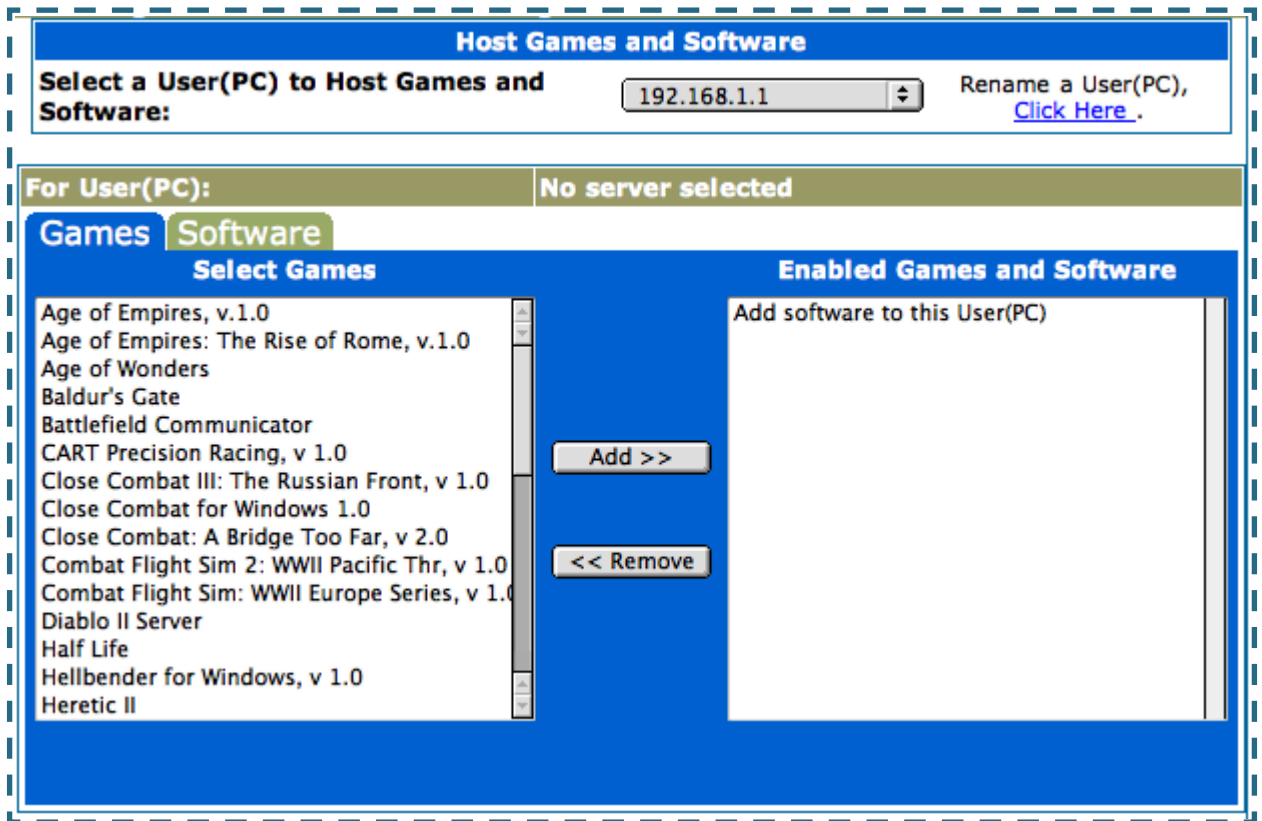 Host Games and Software
Select a User(PC) to Host Games and
Software:
192.168.1.1
Rename a User(PC),
Click Here .
For User(PC):
No server selected
Games
Software
Select Games
Enabled Games and Software
Age of Empires, v.1.0
Age of Empires: The Rise of Rome, v.1.0
Age of Wonders
Baldur's Gate
Battlefield Communicator
CART Precision Racing, v 1.0
Close Combat III: The Russian Front, v 1.0
Close Combat for Windows 1.0
Close Combat: A Bridge Too Far, v 2.0
Combat Flight Sim 2: WWII Pacific Thr, v 1.0
Combat Flight Sim: WWII Europe Series, v 1.0
Diablo II Server
Half Life
Hellbender for Windows, v 1.0
Heretic II
Add >>
<< Remove
Add software to this User(PC)